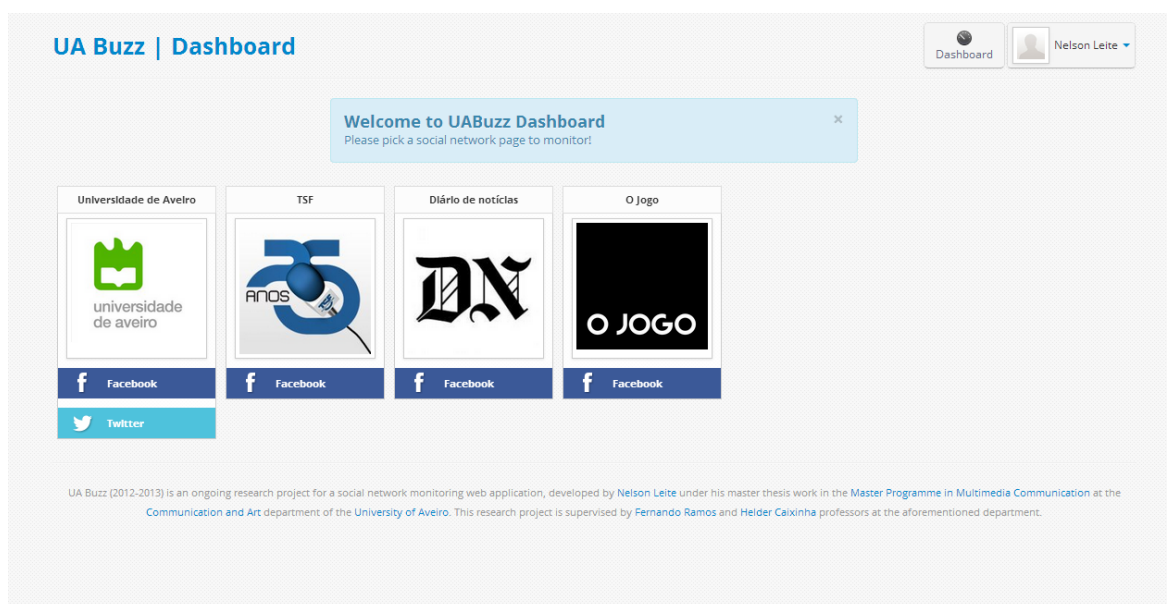 UA Buzz | Dashboard
Dashboard
Nelson Leite
Welcome to UABuzz Dashboard
×
Please pick a social network page to monitor!
Universidade de Aveiro
TSF
Diário de notícias
O Jogo
universidade
de aveiro
25
ANOS
DN
O JOGO
Facebook
Facebook
Facebook
Facebook
Twitter
UA Buzz (2012-2013) is an ongoing research project for a social network monitoring web application, developed by Nelson Leite under his master thesis work in the Master Programme in Multimedia Communication at the
Communication and Art department of the University of Aveiro. This research project is supervised by Fernando Ramos and Helder Caixinha professors at the aforementioned department.